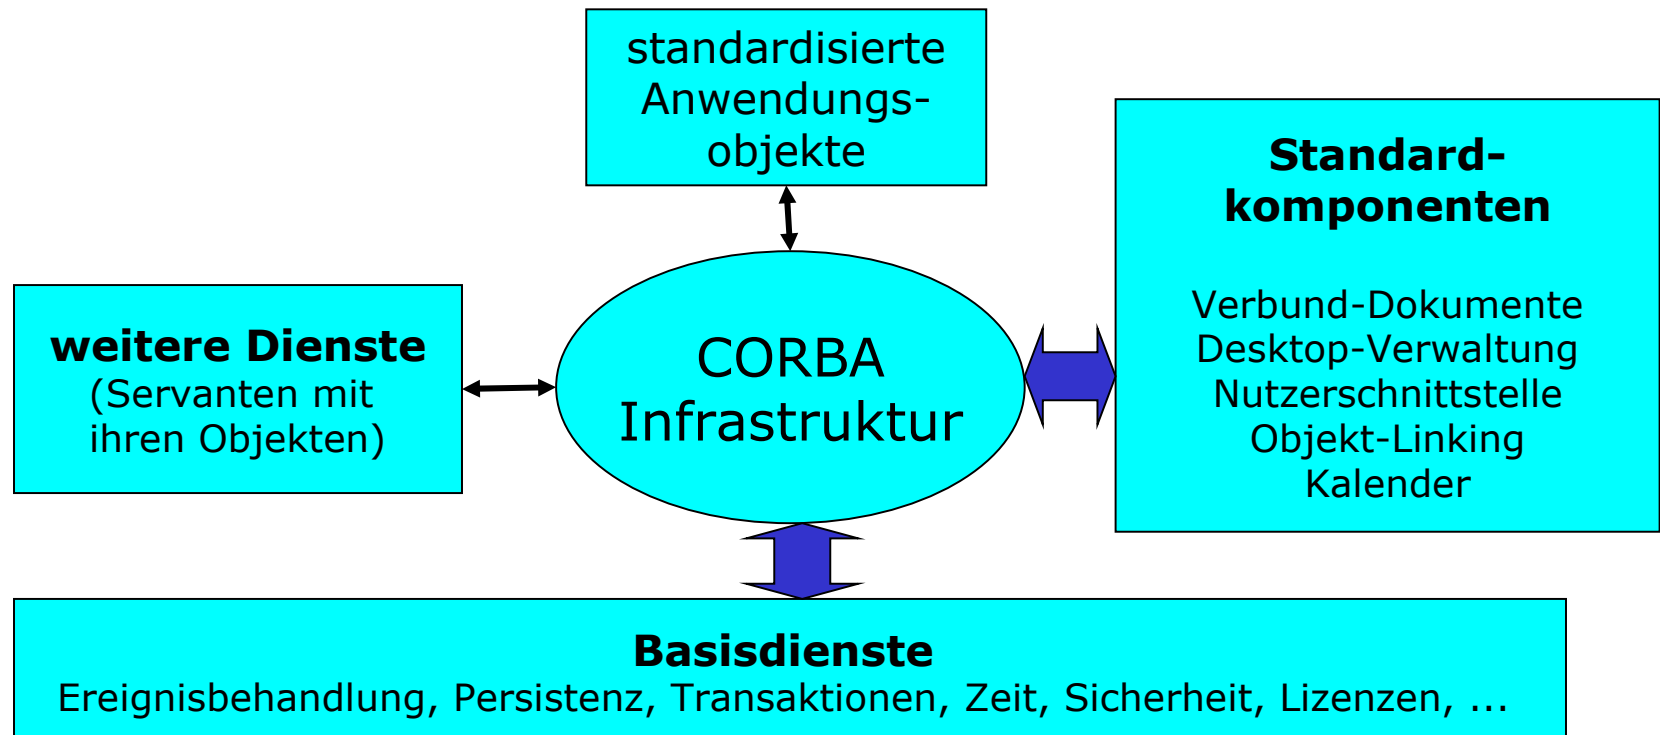 standardisierte
Anwendungs-
objekte
Standard-
komponenten
Verbund-Dokumente
Desktop-Verwaltung
Nutzerschnittstelle
Objekt-Linking
Kalender
weitere Dienste
(Servanten mit
ihren Objekten)
CORBA
Infrastruktur
Basisdienste
Ereignisbehandlung, Persistenz, Transaktionen, Zeit, Sicherheit, Lizenzen, ...